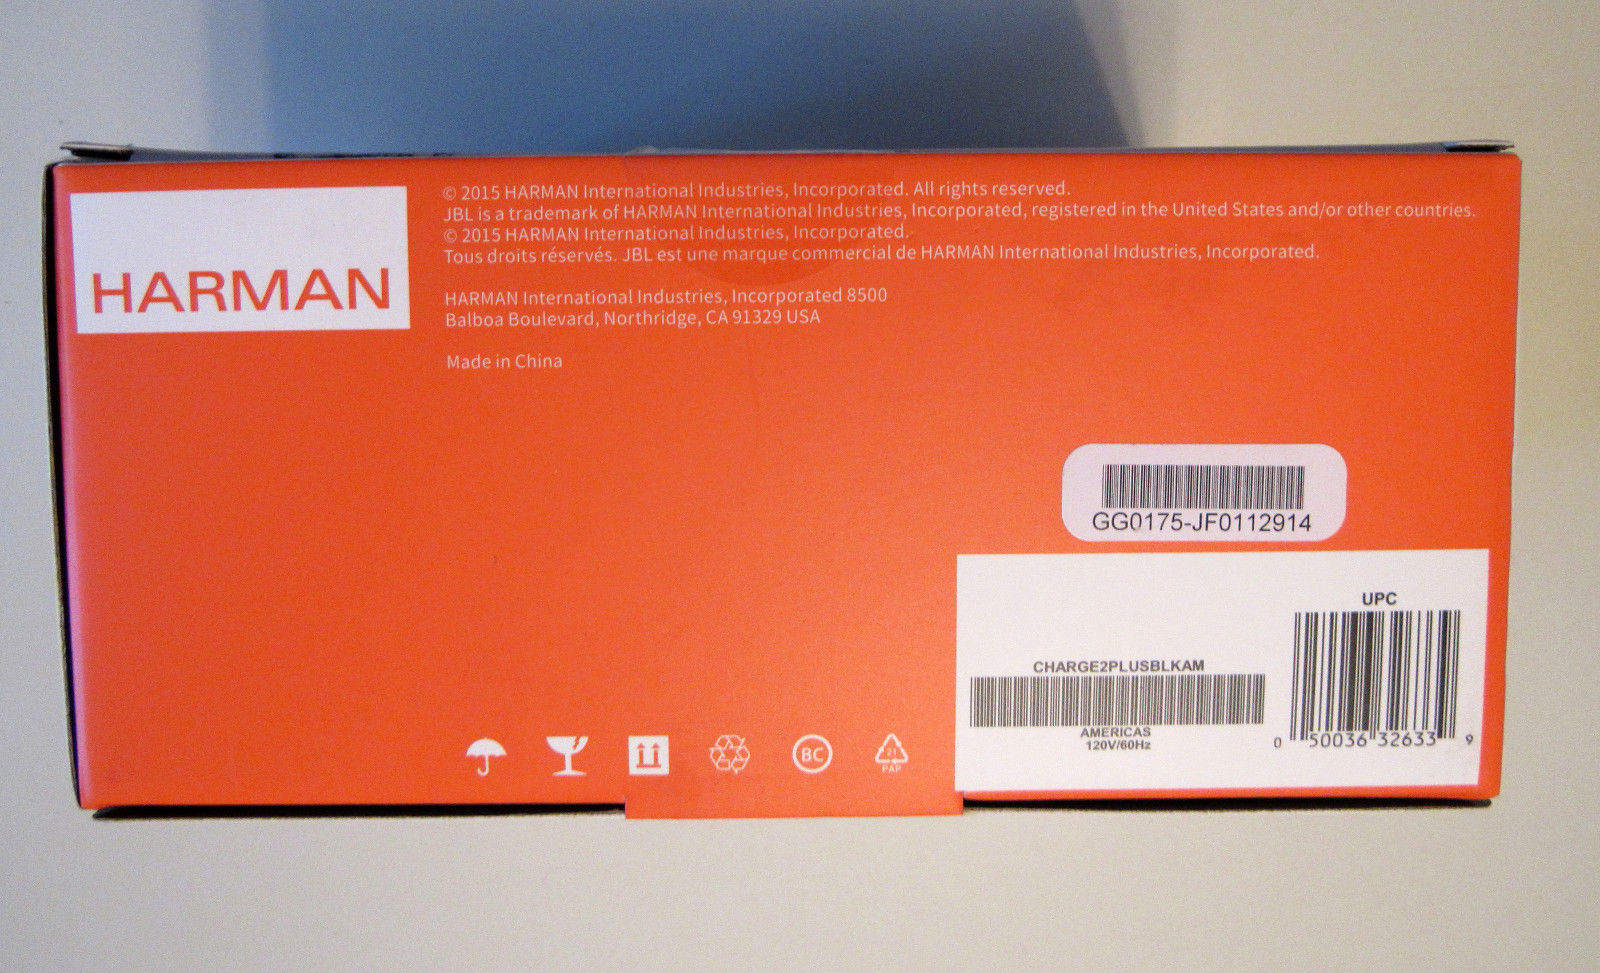 HARMAN
© 2015 HARMAN International Industries, Incorporated. All rights reserved.
JBL is a trademark of HARMAN International Industries, Incorporated, registered in the United States and/or other countries.
© 2015 HARMAN International Industries, Incorporated.
Tous droits réservés. JBL est une marque commercial de HARMAN International Industries, Incorporated.
HARMAN International Industries, Incorporated 8500
Balboa Boulevard, Northridge, CA 91329 USA
Made in China
GG0175-JF0112914
UPC
CHARGE2PLUSBLKAM
AMERICAS
120V/60Hz
0 50036 32633 9
BC
21
PAP